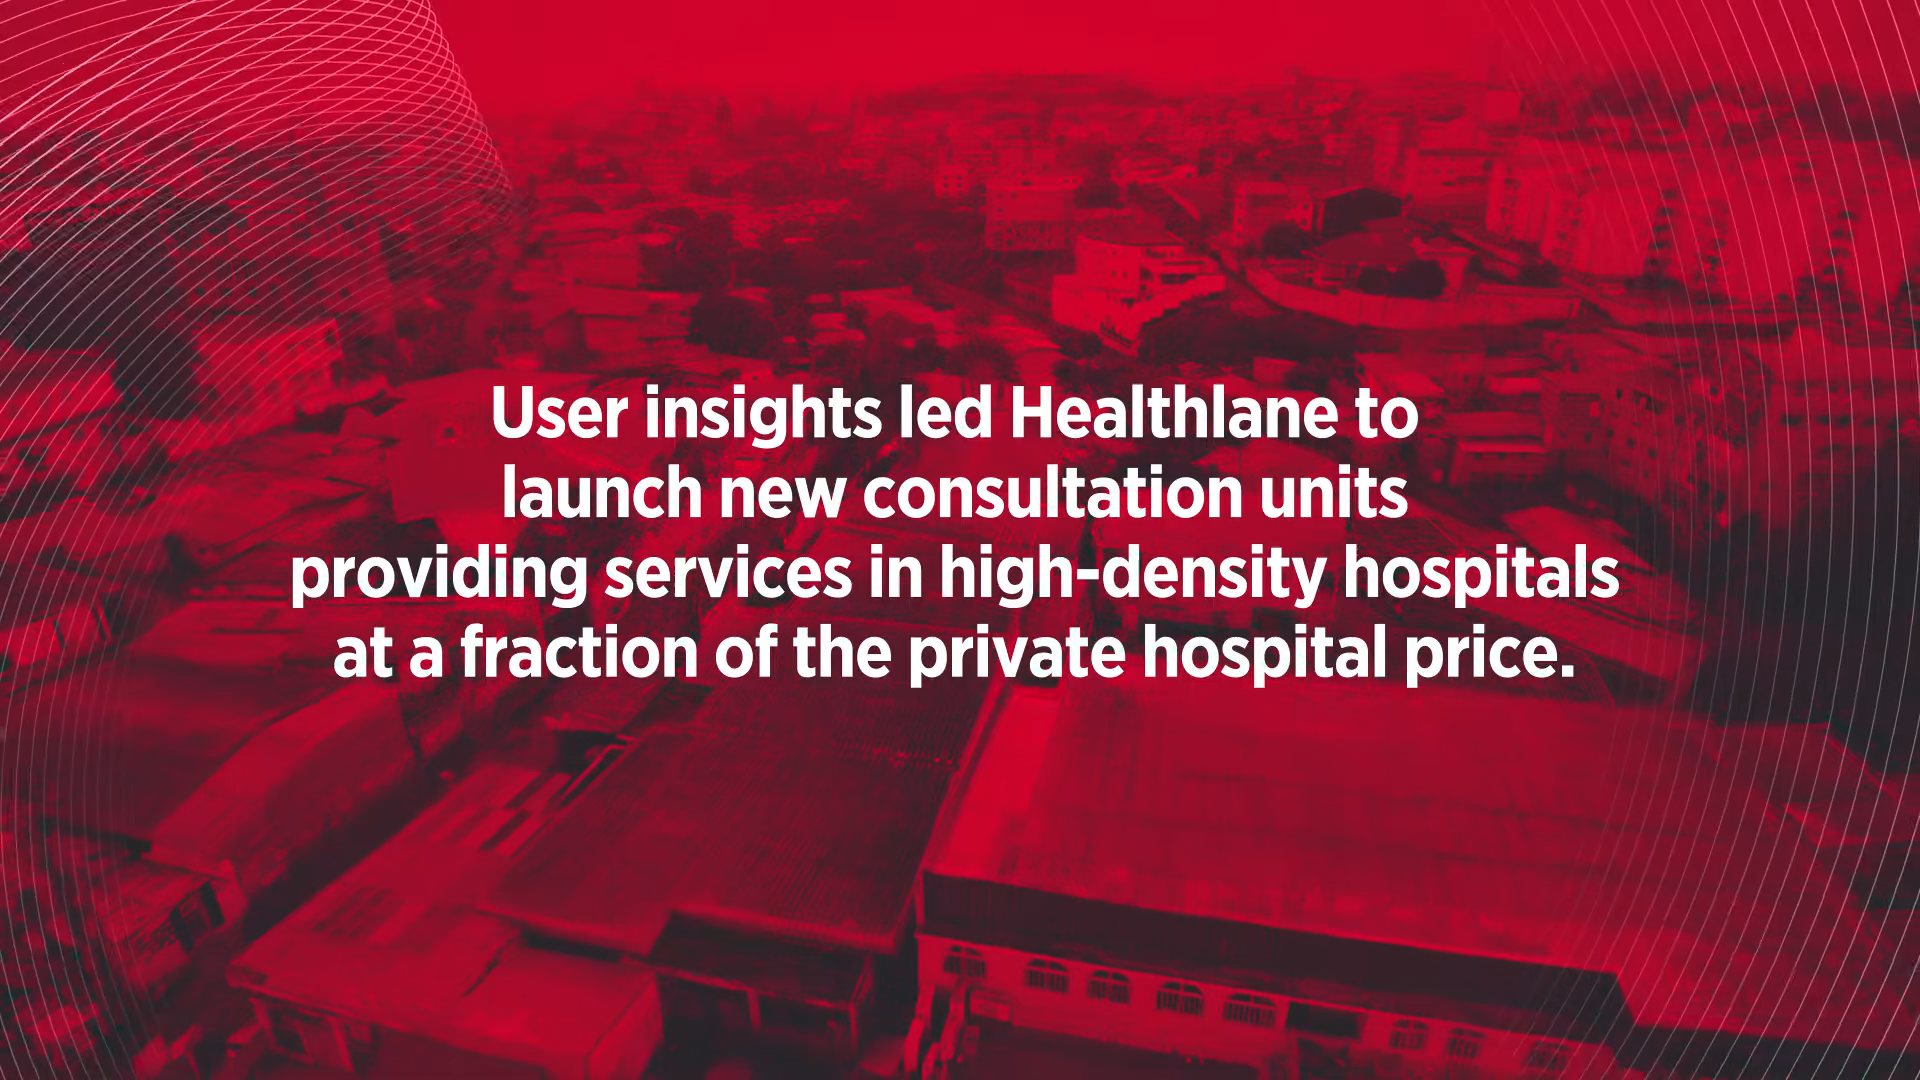 User insights led Healthlane to
launch new consultation units
providing services in high-density hospitals
at a fraction of the private hospital price.